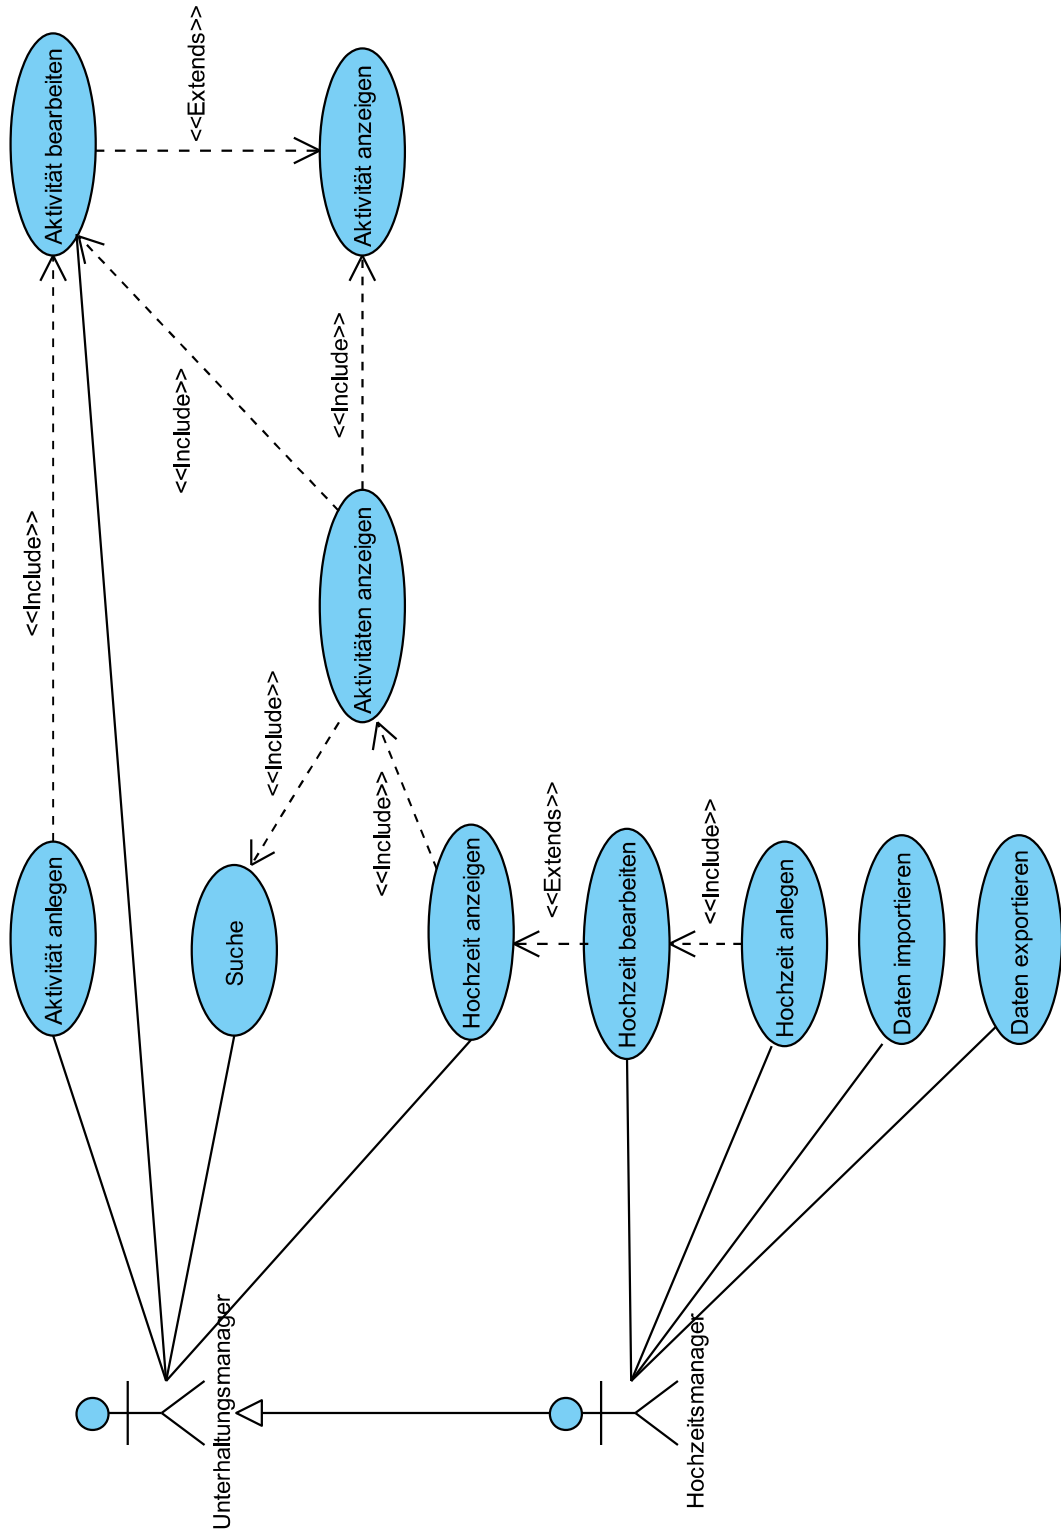 Aktivität bearbeiten
<<Extends>>
Aktivität anzeigen
<<Include>>
<<Include>>
<<Include>>
Aktivitäten anzeigen
<<Include>>
<<Include>>
Aktivität anlegen
Suche
Hochzeit anzeigen
<<Extends>>
Hochzeit bearbeiten
<<Include>>
Hochzeit anlegen
Daten importieren
Daten exportieren
Unterhaltungsmanager
Hochzeitsmanager